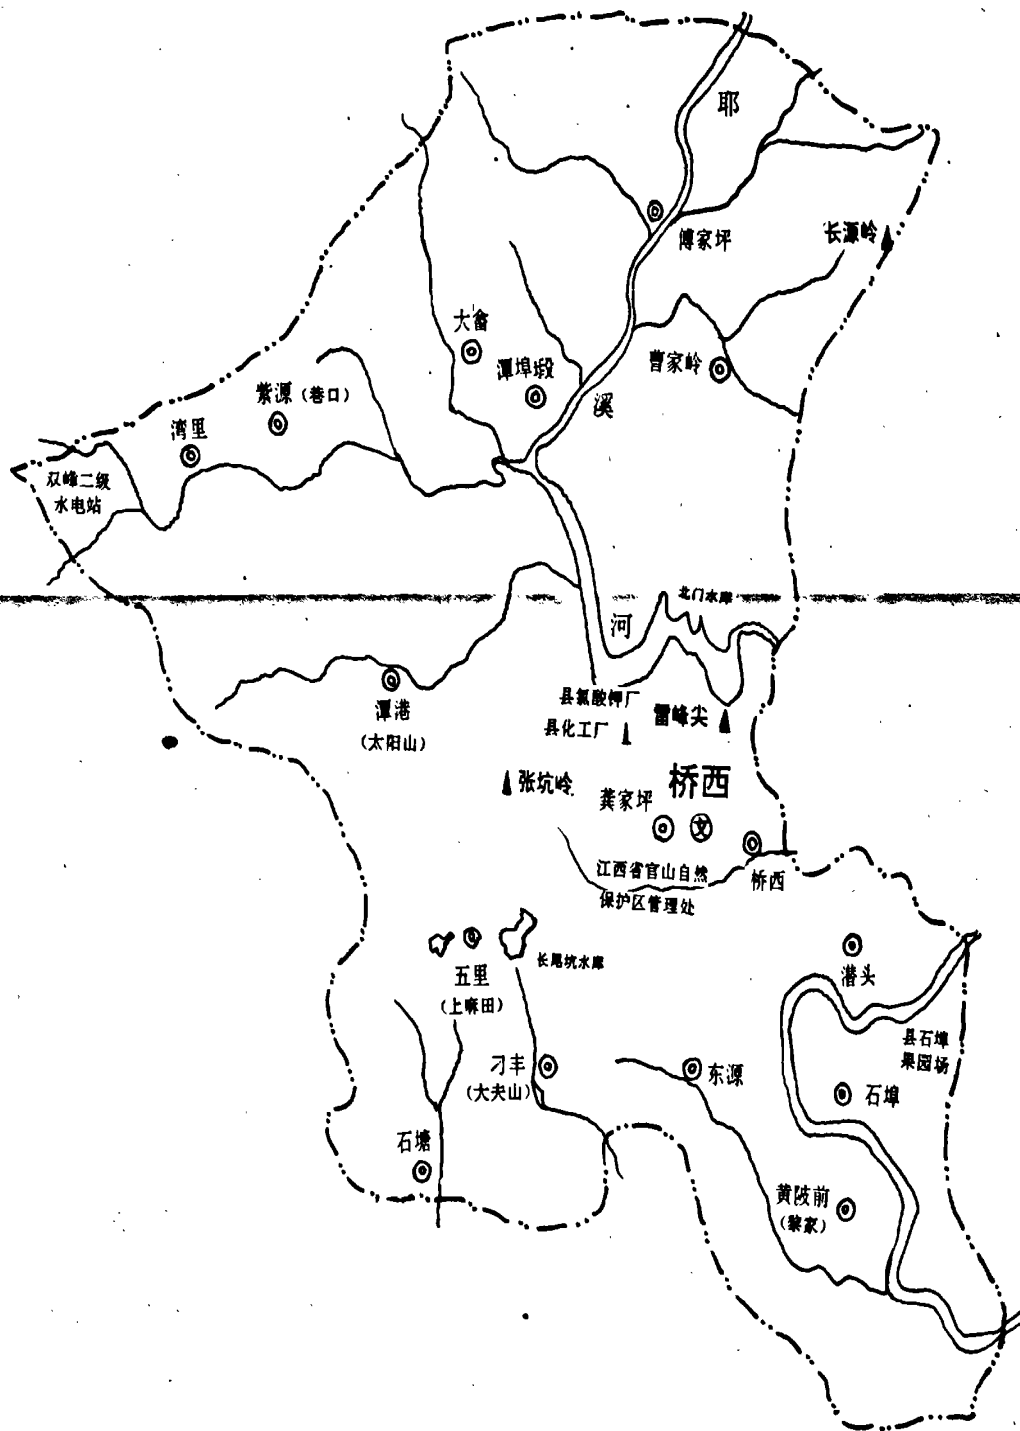 耶
傅家坪
长源岭
大畲
潭埠塅
曹家岭
溪
紫源(巷口)
湾里
双峰二级
水电站
北门水库
河
潭港
(太阳山)
县氯酸钾厂
县化工厂
雷峰尖
张坑岭
桥西
龚家坪
文
桥西
江西省官山自然
保护区管理处
长尾坑水库
五里
(上麻田)
潜头
县石埠
果园场
刁丰
(大夫山)
东源
石埠
石塘
黄陂前
(黎家)